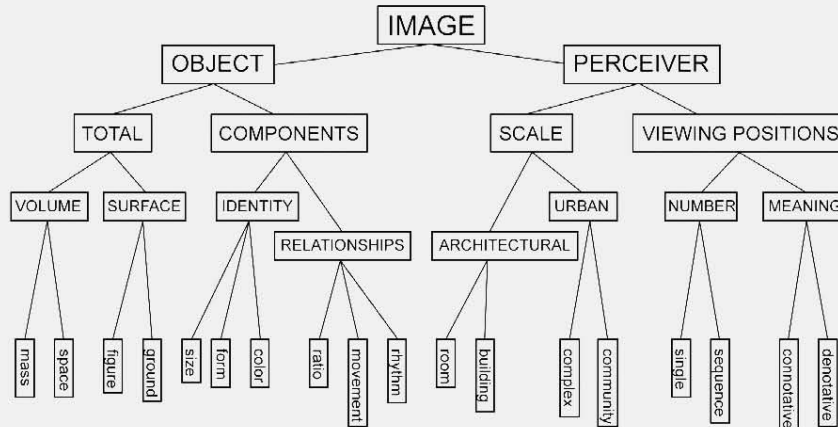 IMAGE
OBJECT
PERCEIVER
TOTAL
COMPONENTS
SCALE
VIEWING POSITIONS
VOLUME
SURFACE
IDENTITY
URBAN
NUMBER
MEANING
RELATIONSHIPS
ARCHITECTURAL
mass
space
figure
ground
size
form
color
ratio
movement
rhythm
room
building
complex
community
single
sequence
connotative
denotative